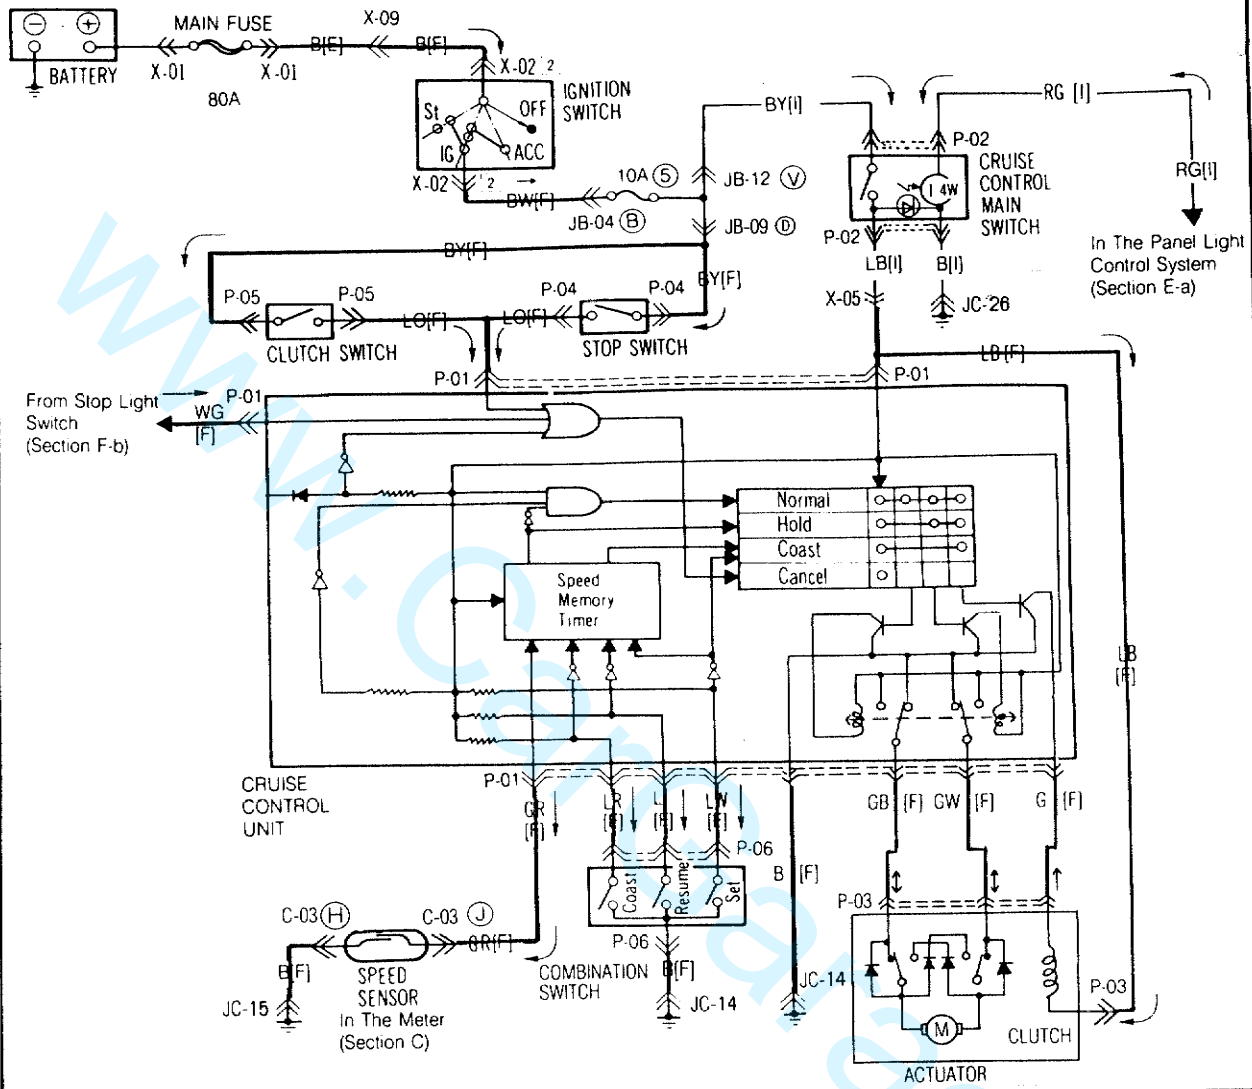 MAIN FUSE
X-09
BATTERY
X-01
X-01
80A
B[E]
B[F]
X-02 2
IGNITION
SWITCH
St
OFF
IG
ACC
X-02
2
BW[F]
10A (5)
JB-04 (B)
BY[I]
JB-12 (V)
JB-09 (D)
RG [I]
P-02
1 4W
CRUISE
CONTROL
MAIN
SWITCH
RG[I]
P-02
LB[I]
B[I]
In The Panel Light
Control System
(Section E-a)
X-05
JC-26
BY[F]
BY[F]
P-05
P-05
P-04
P-04
LO[F]
LO[F]
CLUTCH SWITCH
STOP SWITCH
LB[F]
P-01
P-01
From Stop Light
Switch
(Section F-b)
P-01
WG
[F]
Normal
Hold
Coast
Cancel
Speed
Memory
Timer
LB
[F]
CRUISE
CONTROL
UNIT
P-01
GR
[F]
LR
[F]
L
[F]
LW
[F]
GB [F]
GW [F]
G [F]
P-06
B [F]
Coast
Resume
Set
P-03
C-03 (H)
C-03 (J)
GR[F]
P-06
B[F]
B[F]
COMBINATION
SWITCH
JC-14
JC-14
P-03
JC-15
SPEED
SENSOR
In The Meter
(Section C)
M
CLUTCH
ACTUATOR
www.CarGara